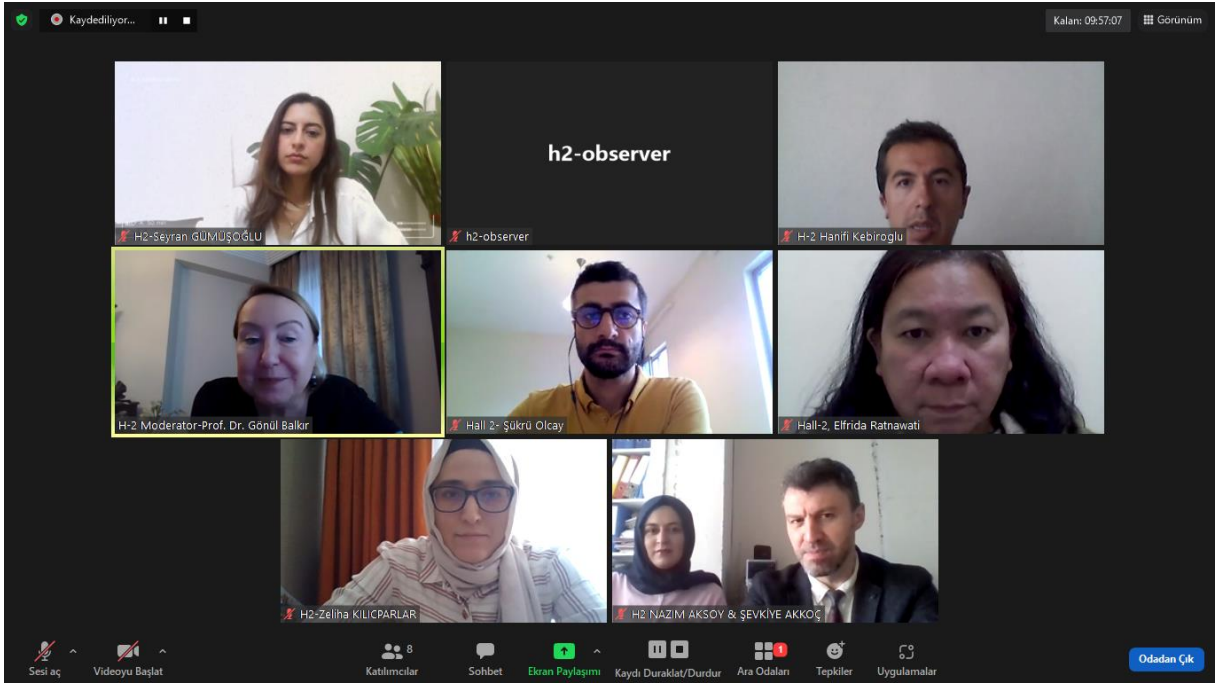 Kaydediliyor...
Kalan: 09:57:07
Görünüm
H2-Seyran GÜMÜŞOĞLU
h2-observer
h2-observer
H-2 Hanifi Kebiroglu
H-2 Moderator-Prof. Dr. Gönül Balkır
Hall 2- Şükrü Olcay
Hall-2, Elfrida Ratnawati
H2-Zeliha KILICPARLAR
H2 NAZIM AKSOY & ŞEVKİYE AKKOÇ
Sesi aç
Videoyu Başlat
8
Katılımcılar
Sohbet
Ekran Paylaşımı
Kaydı Duraklat/Durdur
1
Ara Odaları
Tepkiler
Uygulamalar
Odadan Çık